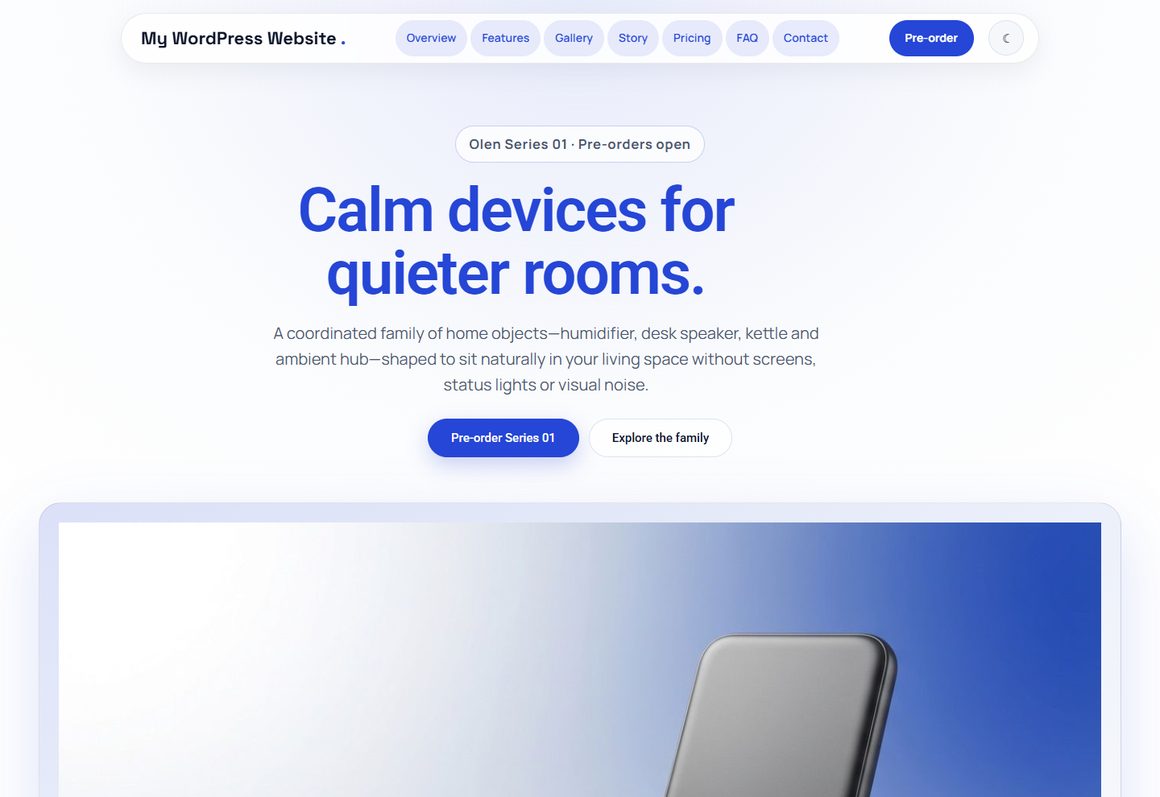 My WordPress Website .
Overview
Features
Gallery
Story
Pricing
FAQ
Contact
Pre-order
Olen Series 01 · Pre-orders open
Calm devices for
quieter rooms.
A coordinated family of home objects—humidifier, desk speaker, kettle and
ambient hub—shaped to sit naturally in your living space without screens,
status lights or visual noise.
Pre-order Series 01
Explore the family